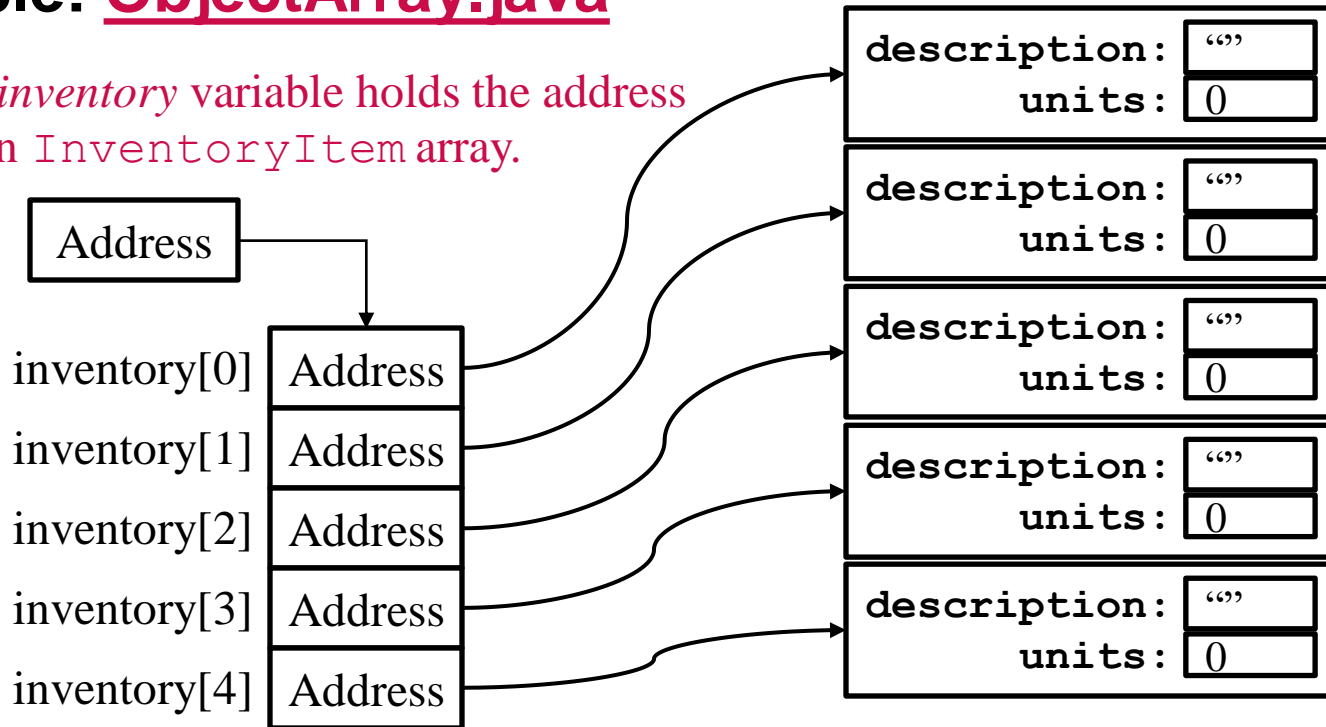 ObjectArray.java
inventory variable holds the address
InventoryItem array.
Address
inventory[0] Address
inventory[1] Address
inventory[2] Address
inventory[3] Address
inventory[4] Address
description: “”
units: 0
description: “”
units: 0
description: “”
units: 0
description: “”
units: 0
description: “”
units: 0